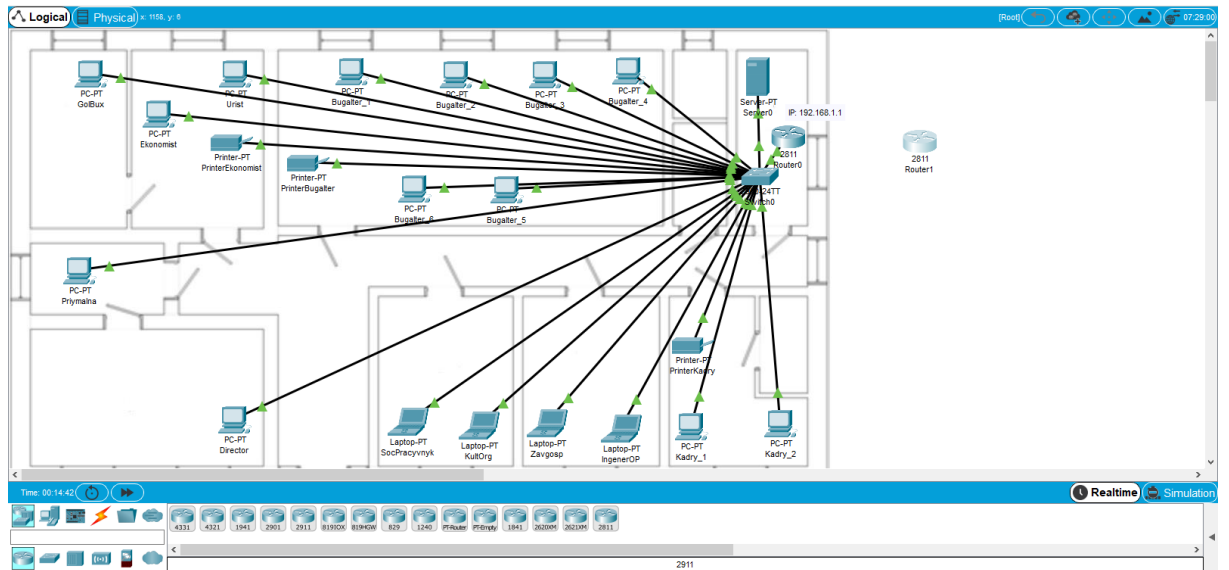 Logical
Physical
x: 1158, y: 6
[Root]
07:29:00
PC-PT
GolBux
PC-PT
Urist
PC-PT
Bugalter_1
PC-PT
Bugalter_2
PC-PT
Bugalter_3
PC-PT
Bugalter_4
Server-PT
Server0
IP: 192.168.1.1
PC-PT
Ekonomist
Printer-PT
PrinterEkonomist
Printer-PT
PrinterBugalter
2811
Router0
2811
Router1
PC-PT
Bugalter_6
PC-PT
Bugalter_5
24TT
Switch0
PC-PT
Priymalna
Printer-PT
PrinterKadry
PC-PT
Director
Laptop-PT
SocPracyvnyk
Laptop-PT
KultOrg
Laptop-PT
Zavgosp
Laptop-PT
IngenerOP
PC-PT
Kadry_1
PC-PT
Kadry_2
Time: 00:14:42
Realtime
Simulation
4331
4321
1941
2901
2911
819IOX
819HGW
829
1240
PT-Router
PT-Empty
1841
2620XM
2621XM
2811
2911